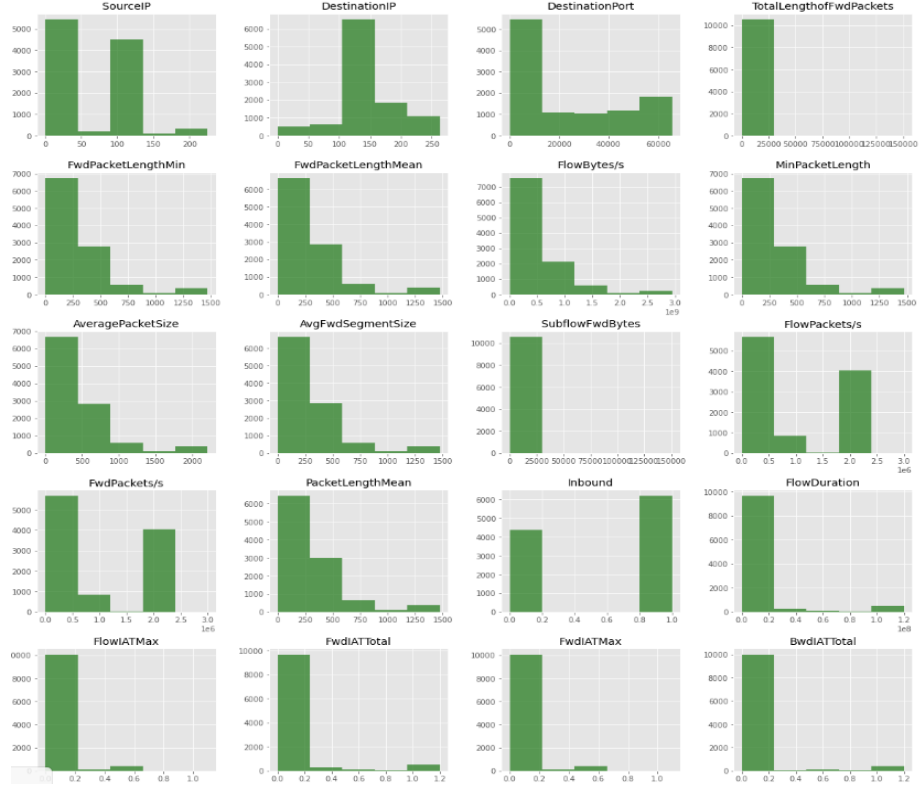 SourceIP DestinationIP DestinationPort TotalLengthofFwdPackets
5000 4000 3000 2000 1000 0
0 50 100 150 200
6000 5000 4000 3000 2000 1000 0
0 50 100 150 200 250
5000 4000 3000 2000 1000 0
0 20000 40000 60000
10000 8000 6000 4000 2000 0
0 25000 50000 75000 100000 125000 150000
FwdPacketLengthMin FwdPacketLengthMean FlowBytes/s MinPacketLength
7000 6000 5000 4000 3000 2000 1000 0
0 250 500 750 1000 1250 1500
6000 5000 4000 3000 2000 1000 0
0 250 500 750 1000 1250 1500
7000 6000 5000 4000 3000 2000 1000 0
0.0 0.5 1.0 1.5 2.0 2.5 3.0
1e9
7000 6000 5000 4000 3000 2000 1000 0
0 250 500 750 1000 1250 1500
AveragePacketSize AvgFwdSegmentSize SubflowFwdBytes FlowPackets/s
7000 6000 5000 4000 3000 2000 1000 0
0 500 1000 1500 2000
6000 5000 4000 3000 2000 1000 0
0 250 500 750 1000 1250 1500
10000 8000 6000 4000 2000 0
0 25000 50000 75000 100000 125000 150000
5000 4000 3000 2000 1000 0
0.0 0.5 1.0 1.5 2.0 2.5 3.0
1e6
FwdPackets/s PacketLengthMean Inbound FlowDuration
5000 4000 3000 2000 1000 0
0.0 0.5 1.0 1.5 2.0 2.5 3.0
1e6
6000 5000 4000 3000 2000 1000 0
0 250 500 750 1000 1250 1500
6000 5000 4000 3000 2000 1000 0
0.0 0.2 0.4 0.6 0.8 1.0
10000 8000 6000 4000 2000 0
0.0 0.2 0.4 0.6 0.8 1.0 1.2
1e8
FlowIATMax FwdIATTotal FwdIATMax BwdIATTotal
0000 8000 6000 4000 2000
0.2 0.4 0.6 0.8 1.0
10000 8000 6000 4000 2000 0
0.0 0.2 0.4 0.6 0.8 1.0 1.2
10000 8000 6000 4000 2000 0
0.0 0.2 0.4 0.6 0.8 1.0
10000 8000 6000 4000 2000 0
0.0 0.2 0.4 0.6 0.8 1.0 1.2